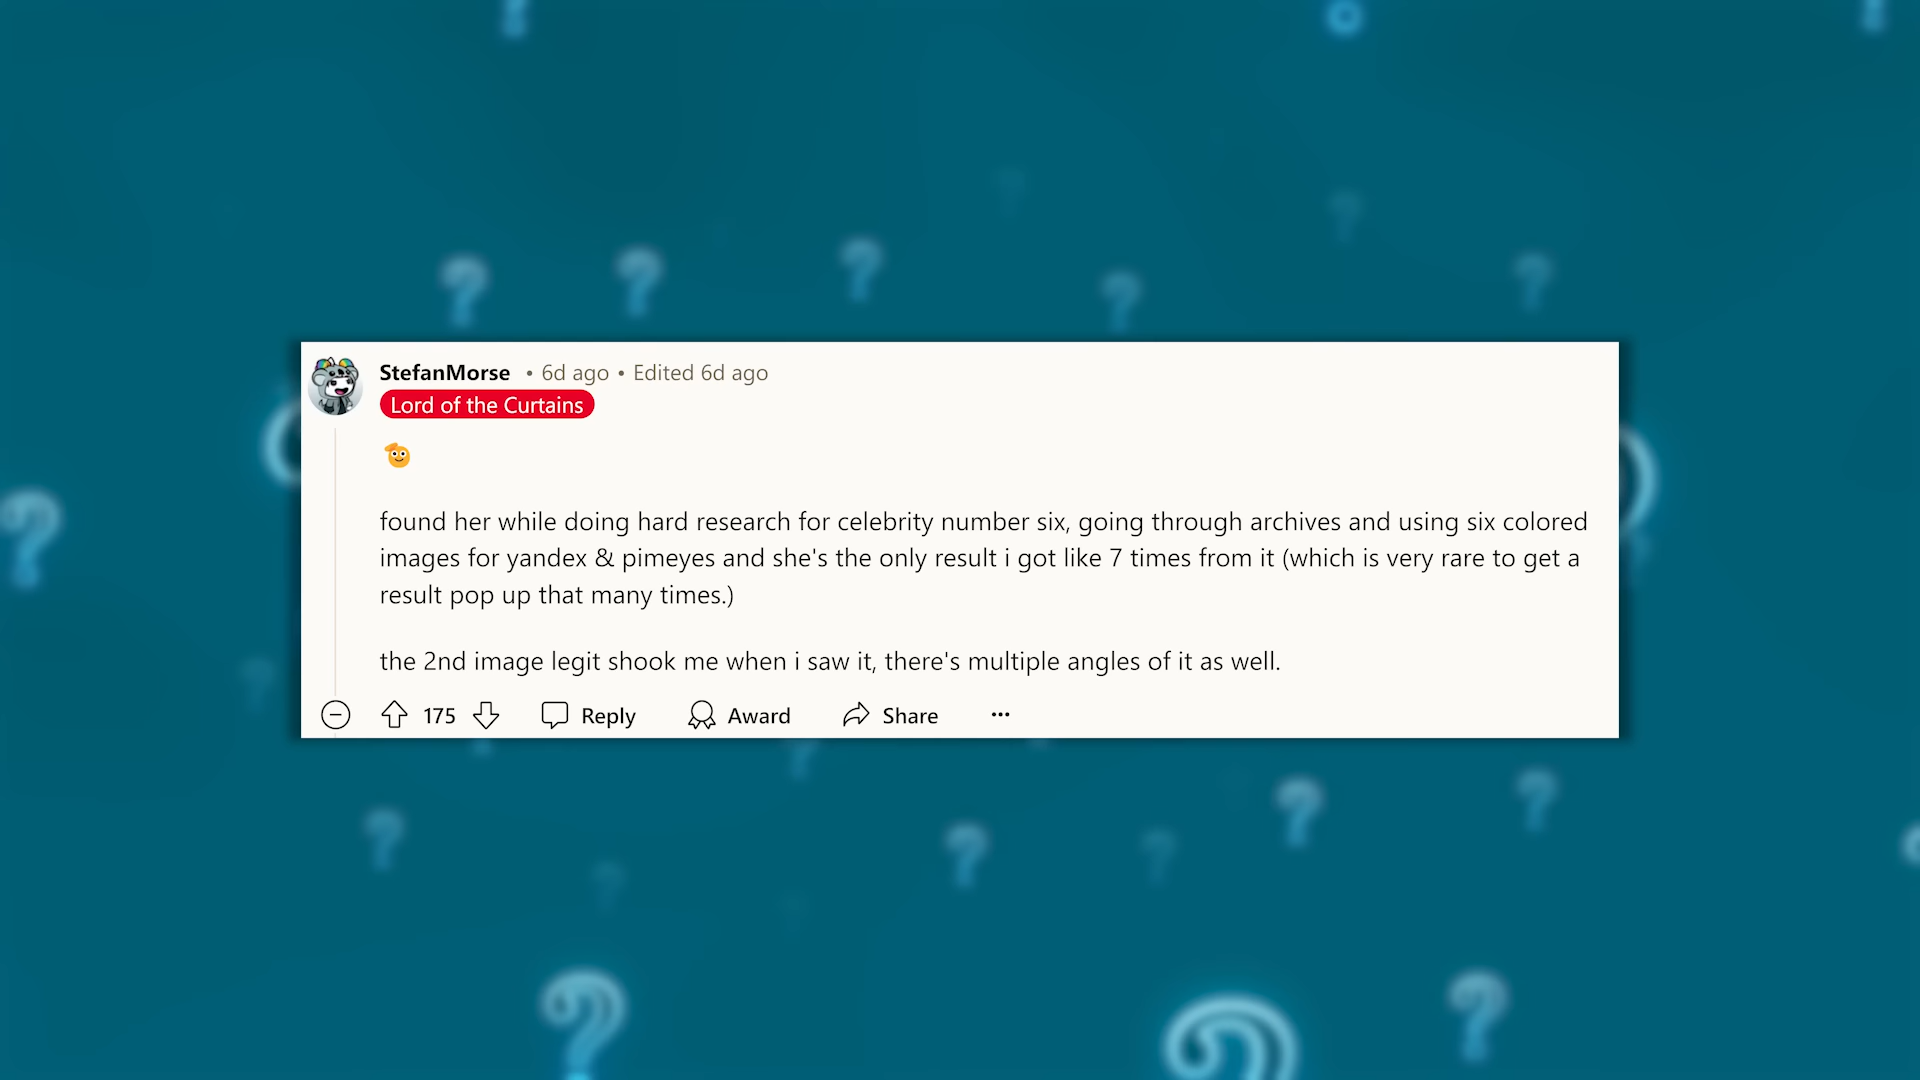 StefanMorse • 6d ago • Edited 6d ago
Lord of the Curtains
🫡
found her while doing hard research for celebrity number six, going through archives and using six colored
images for yandex & pimeyes and she's the only result i got like 7 times from it (which is very rare to get a
result pop up that many times.)
the 2nd image legit shook me when i saw it, there's multiple angles of it as well.
175 Reply Award Share ···